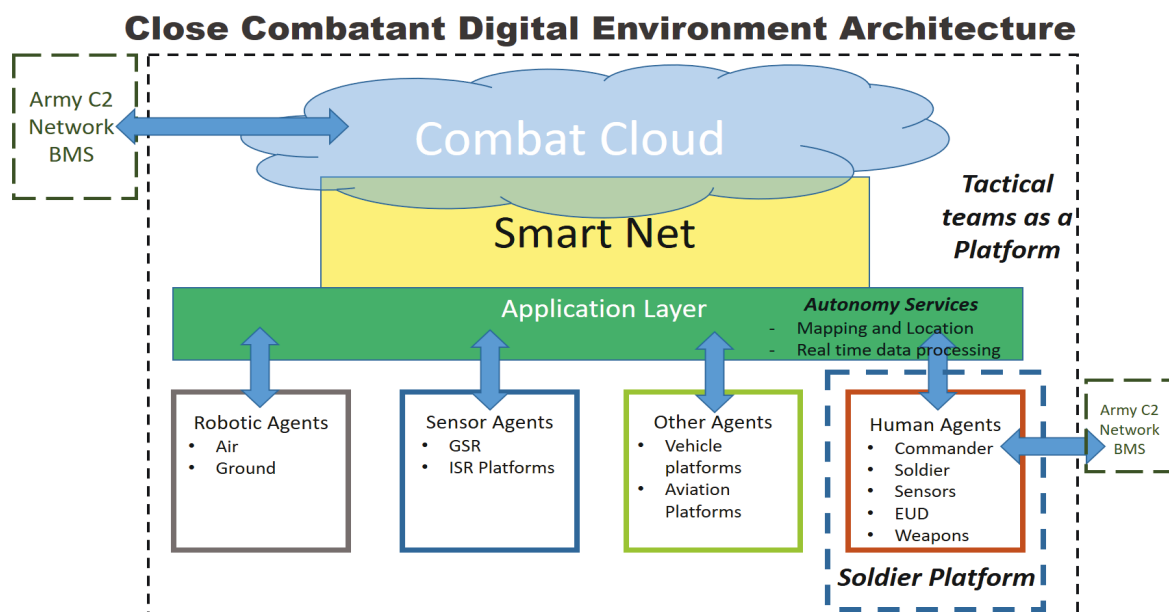 Close Combatant Digital Environment Architecture
Army C2
Network
BMS
Combat Cloud
Tactical
teams as a
Platform
Smart Net
Application Layer
Autonomy Services
- Mapping and Location
- Real time data processing
Robotic Agents
• Air
• Ground
Sensor Agents
• GSR
• ISR Platforms
Other Agents
• Vehicle
platforms
• Aviation
Platforms
Human Agents
• Commander
• Soldier
• Sensors
• EUD
• Weapons
Army C2
Network
BMS
Soldier Platform